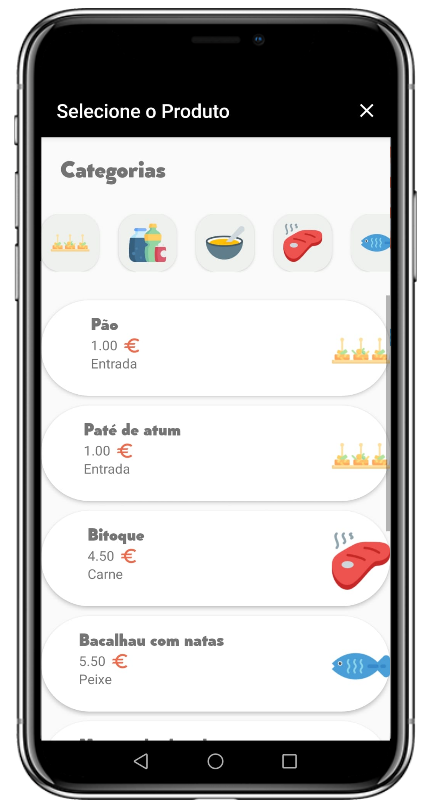 Selecione o Produto
Categorias
Pão
1.00 €
Entrada
Paté de atum
1.00 €
Entrada
Bitoque
4.50 €
Carne
Bacalhau com natas
5.50 €
Peixe